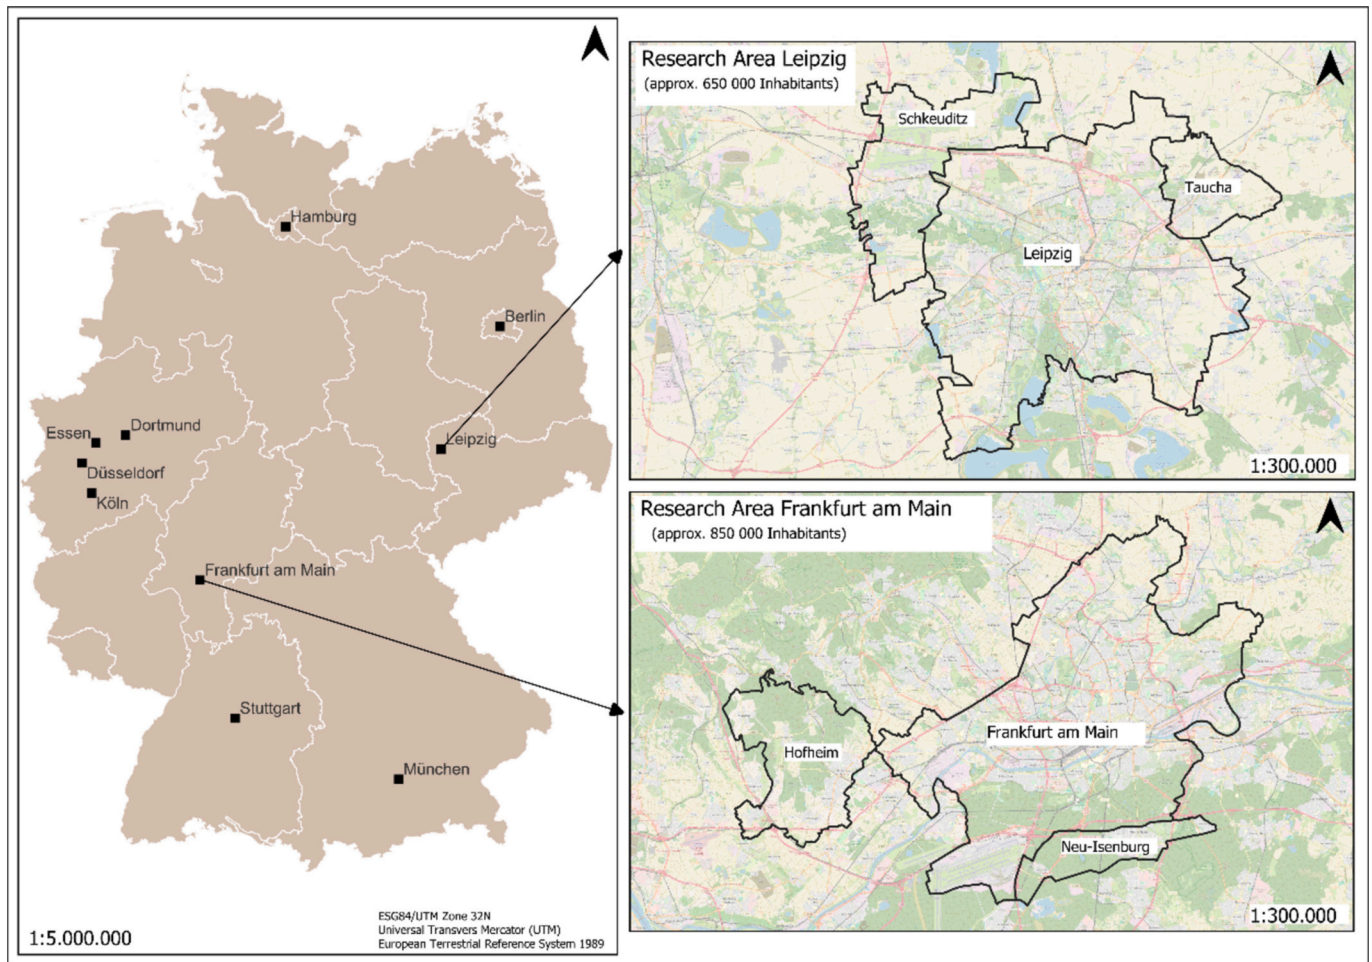 Hamburg
Berlin
Essen
Dortmund
Leipzig
Düsseldorf
Köln
Frankfurt am Main
Stuttgart
München
1:5.000.000
ESG84/UTM Zone 32N
Universal Transvers Mercator (UTM)
European Terrestrial Reference System 1989
Research Area Leipzig
(approx. 650 000 Inhabitants)
Schkeuditz
Taucha
Leipzig
1:300.000
Research Area Frankfurt am Main
(approx. 850 000 Inhabitants)
Frankfurt am Main
Hofheim
Neu-Isenburg
1:300.000